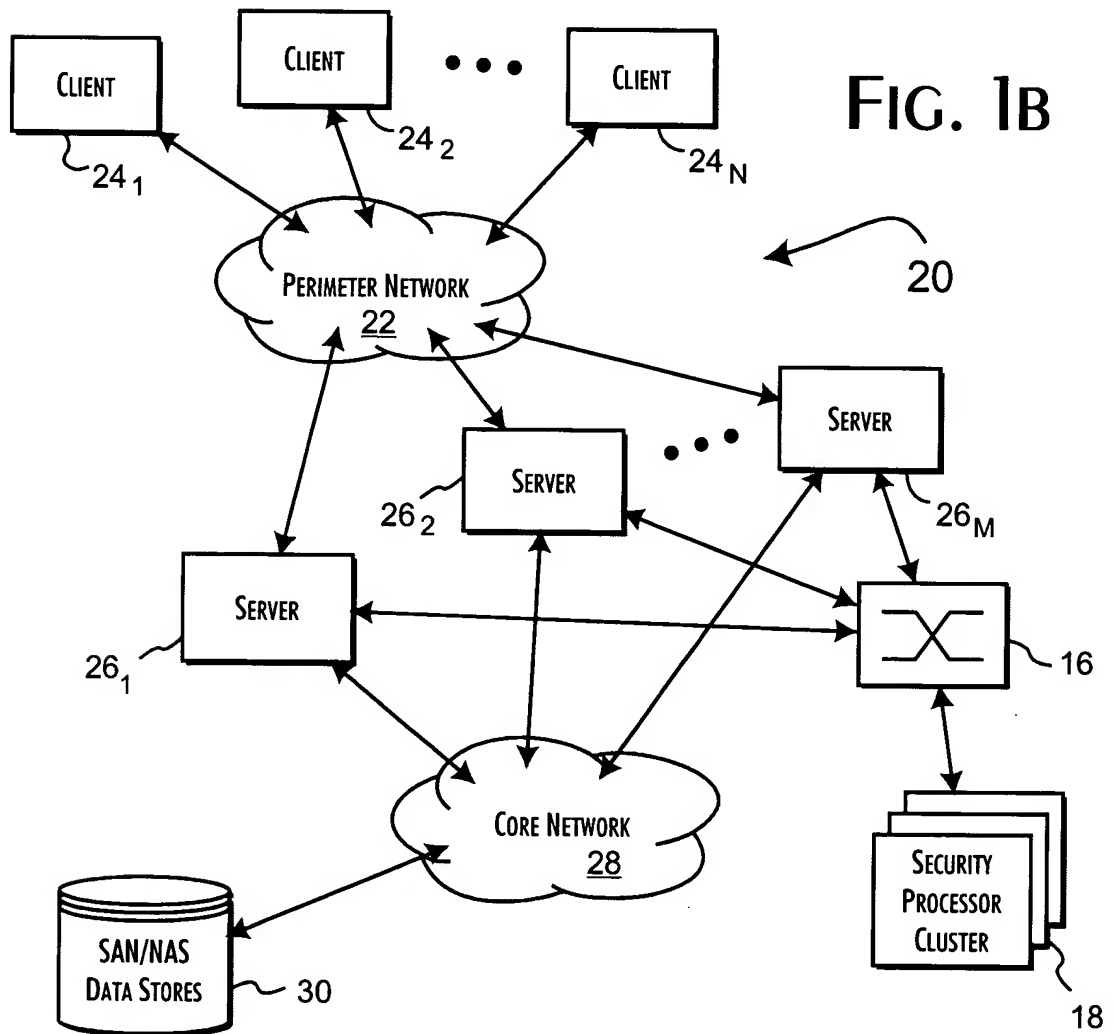 CLIENT
CLIENT
CLIENT
FIG. 1B
24 1
24 2
24 N
20
PERIMETER NETWORK
22
SERVER
SERVER
26 2
26 M
SERVER
16
26 1
CORE NETWORK
28
SECURITY
PROCESSOR
CLUSTER
SAN/NAS
DATA STORES
30
18